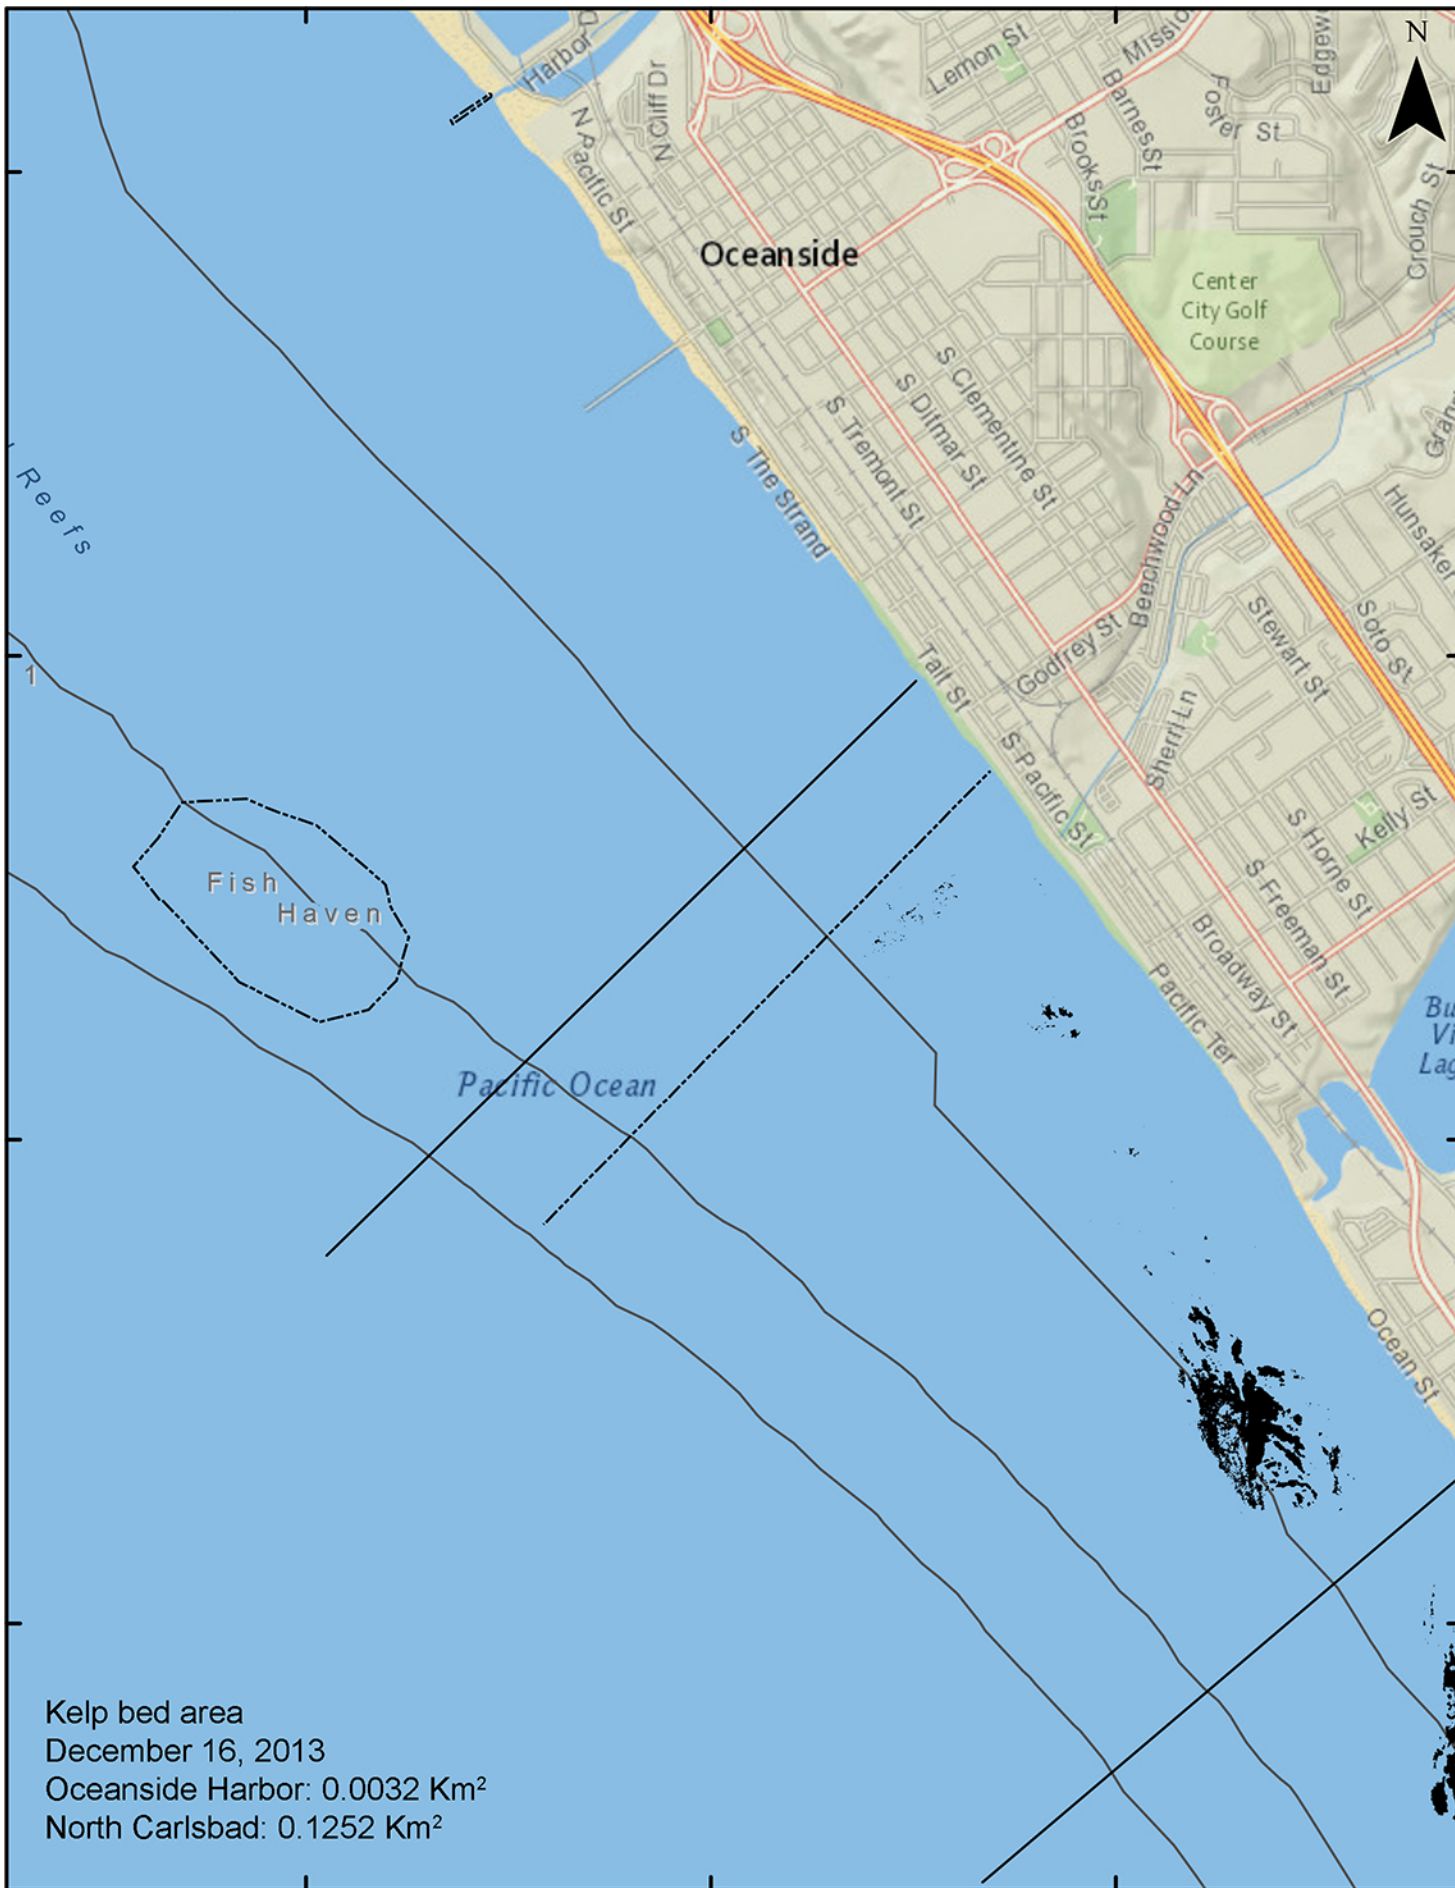 N
Harbor
N Pacific St
N Cliff Dr
Lemon St
Barnes St
Brooks St
Foster St
Crouch St
Oceanside
Center
City Golf
Course
S Clementine St
S Ditmar St
S Tremont St
S The Strand
Reefs
Beechwood Ln
Godfrey St
Tait St
S Pacific St
Sherri Ln
Stewart St
Soto St
Kelly St
S Horne St
S Freeman St
Broadway St
Pacific Ter
1
Fish
Haven
Pacific Ocean
Ocean St
Kelp bed area
December 16, 2013
Oceanside Harbor: 0.0032 Km²
North Carlsbad: 0.1252 Km²